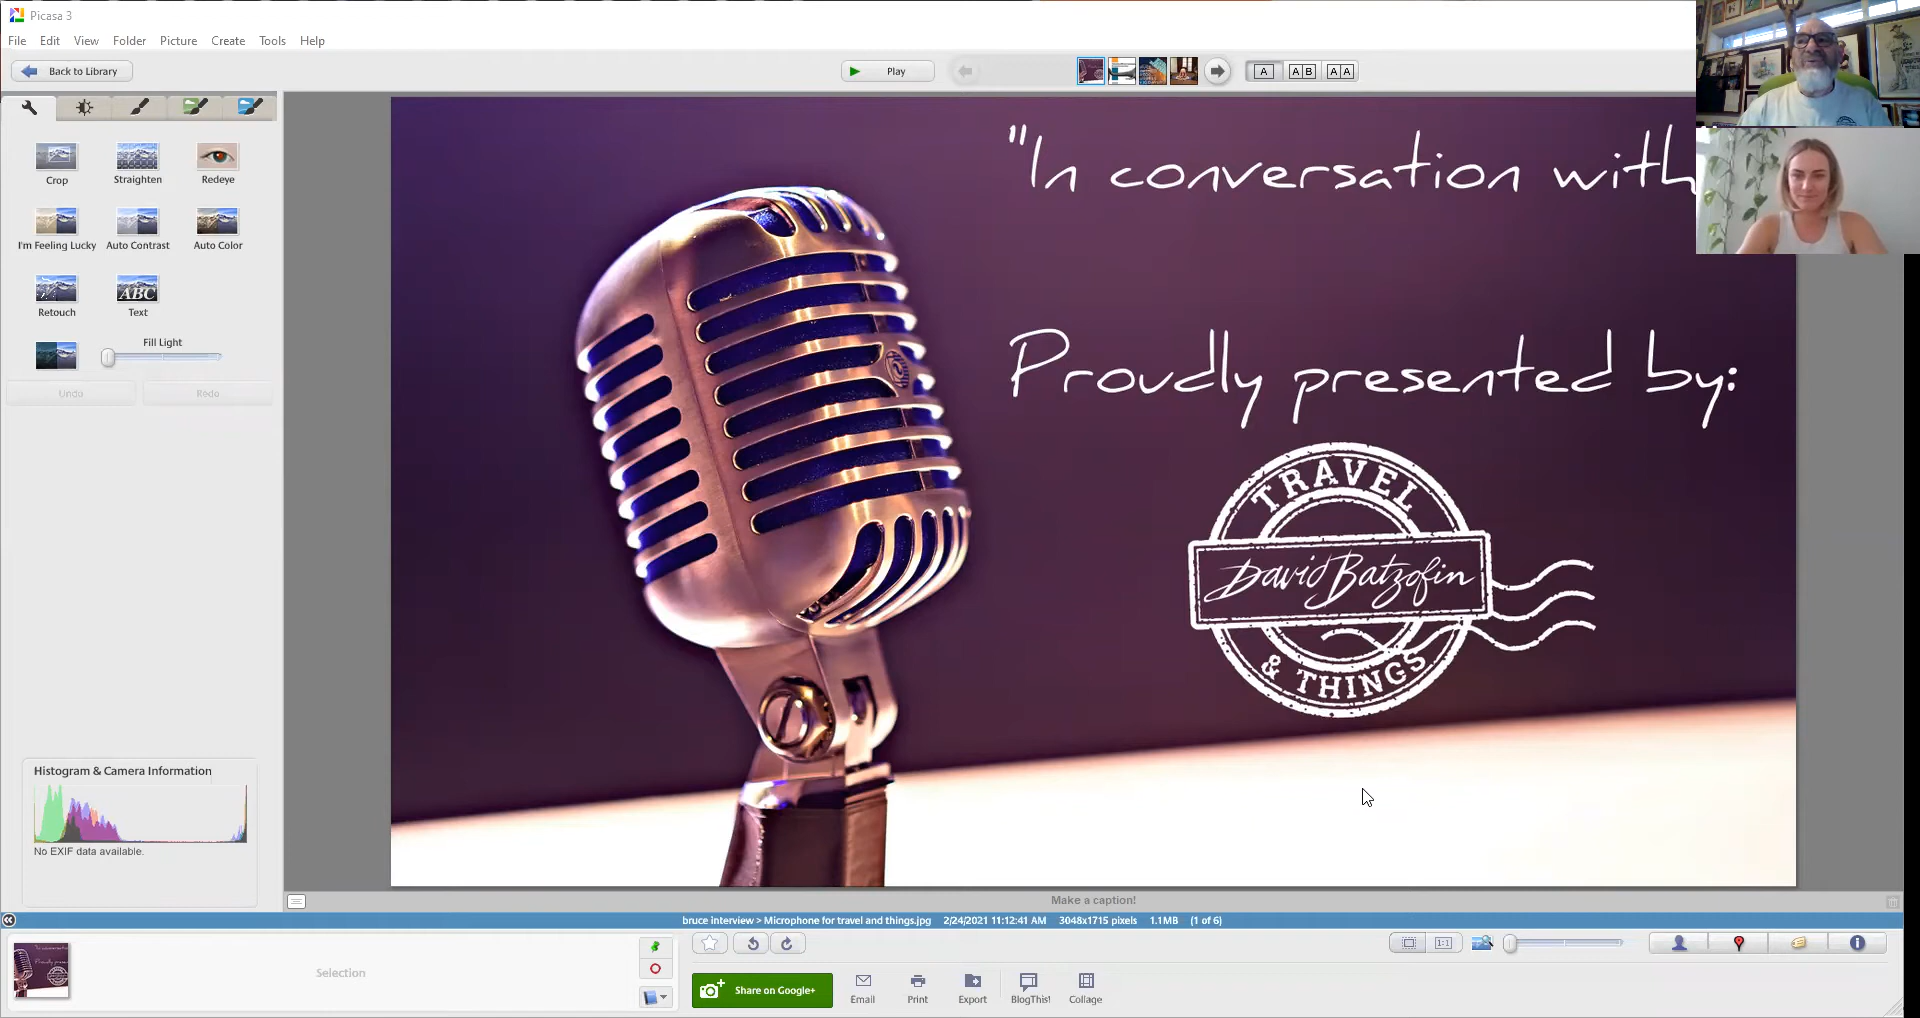 Picasa 3
File Edit View Folder Picture Create Tools Help
Back to Library
Play
A
A B
A A
Crop
Straighten
Redeye
I'm Feeling Lucky
Auto Contrast
Auto Color
Retouch
ABC
Text
Fill Light
Undo
Redo
"In conversation with
Proudly presented by:
TRAVEL
David Batzofin
& THINGS
Histogram & Camera Information
No EXIF data available.
Make a caption!
bruce interview > Microphone for travel and things.jpg 2/24/2021 11:12:41 AM 3048x1715 pixels 1.1MB (1 of 6)
Selection
1:1
Share on Google+
Email
Print
Export
BlogThis!
Collage